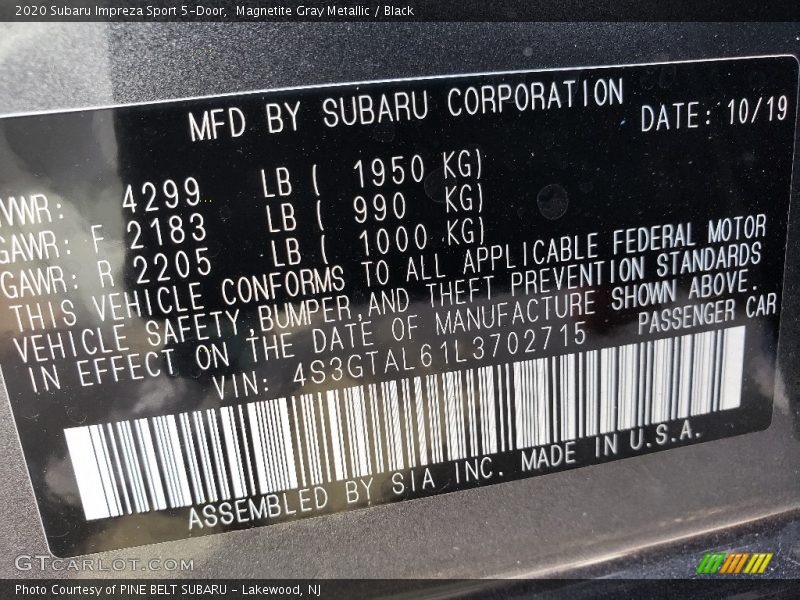 2020 Subaru Impreza Sport 5-Door, Magnetite Gray Metallic / Black
MFD BY SUBARU CORPORATION DATE: 10/19
VWR: 4299 LB ( 1950 KG)
GAWR: F 2183 LB ( 990 KG)
GAWR: R 2205 LB ( 1000 KG)
THIS VEHICLE CONFORMS TO ALL APPLICABLE FEDERAL MOTOR
VEHICLE SAFETY,BUMPER,AND THEFT PREVENTION STANDARDS
IN EFFECT ON THE DATE OF MANUFACTURE SHOWN ABOVE.
VIN: 4S3GTAL61L3702715 PASSENGER CAR
ASSEMBLED BY SIA INC. MADE IN U.S.A.
GTcarlot.com
Photo Courtesy of PINE BELT SUBARU - Lakewood, NJ